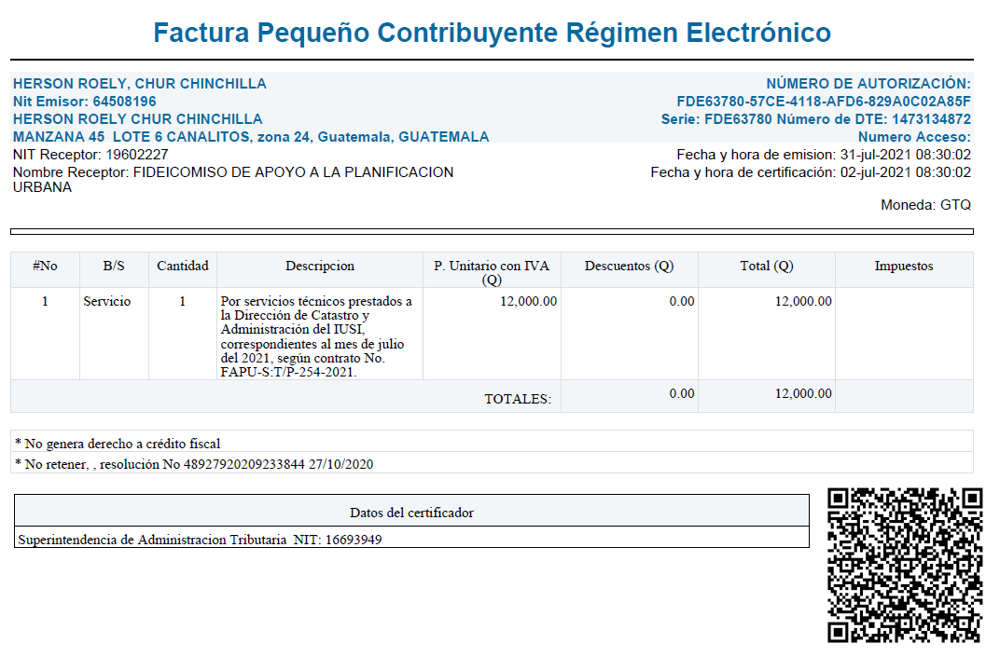 Factura Pequeño Contribuyente Régimen Electrónico
HERSON ROELY, CHUR CHINCHILLA
Nit Emisor: 64508196
HERSON ROELY CHUR CHINCHILLA
MANZANA 45 LOTE 6 CANALITOS, zona 24, Guatemala, GUATEMALA
NIT Receptor: 19602227
Nombre Receptor: FIDEICOMISO DE APOYO A LA PLANIFICACION
URBANA
NÚMERO DE AUTORIZACIÓN:
FDE63780-57CE-4118-AFD6-829A0C02A85F
Serie: FDE63780 Número de DTE: 1473134872
Numero Acceso:
Fecha y hora de emision: 31-jul-2021 08:30:02
Fecha y hora de certificación: 02-jul-2021 08:30:02
Moneda: GTQ
#No B/S Cantidad Descripcion P. Unitario con IVA Descuentos (Q) Total (Q) Impuestos
(Q)
1 Servicio 1 Por servicios técnicos prestados a 12,000.00 0.00 12,000.00
la Dirección de Catastro y
Administración del IUSI,
correspondientes al mes de julio
del 2021, según contrato No.
FAPU-S:T/P-254-2021.
TOTALES: 0.00 12,000.00
* No genera derecho a crédito fiscal
* No retener, , resolución No 48927920209233844 27/10/2020
Datos del certificador
Superintendencia de Administracion Tributaria NIT: 16693949